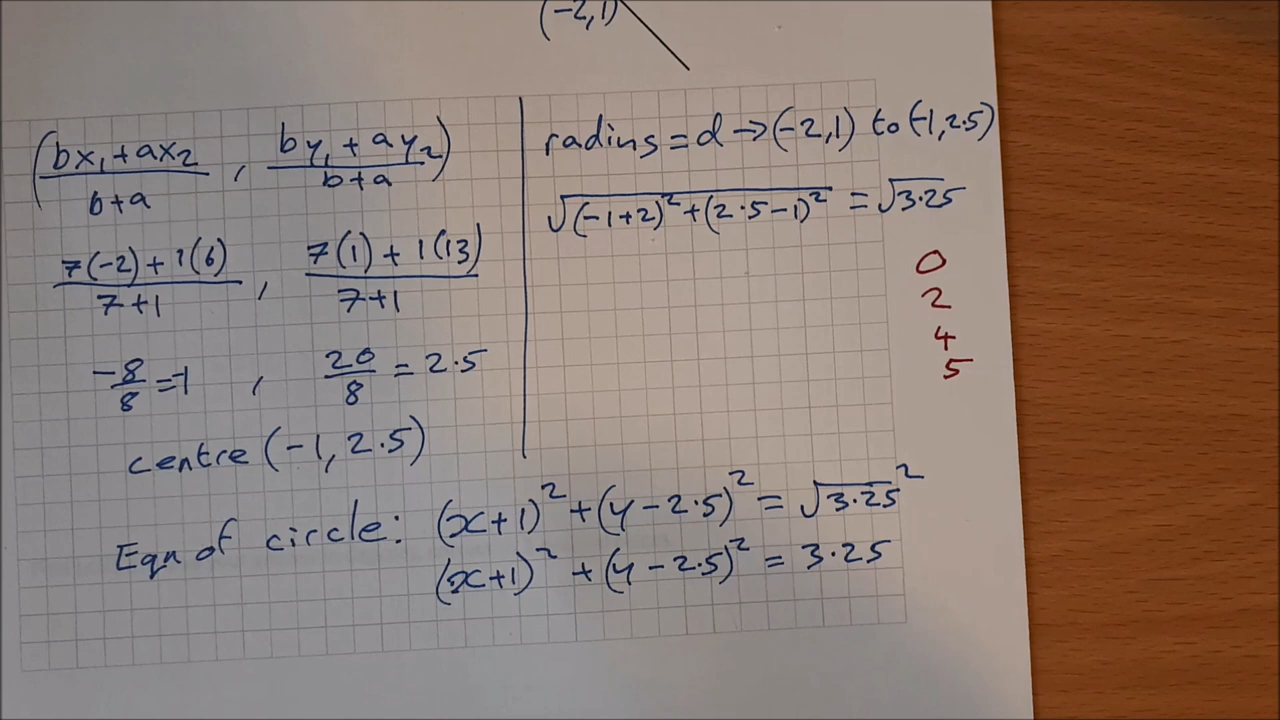 (-2,1)
(bx₁+ax₂/b+a , by₁+ay₂/b+a)
7(-2)+1(6)/7+1 , 7(1)+1(13)/7+1
-8/8=-1 , 20/8=2.5
centre (-1, 2.5)
radius = d → (-2,1) to (-1,2.5)
√(-1+2)²+(2.5-1)² = √3.25
0
2
4
5
Eqn of circle: (x+1)²+(y-2.5)² = √3.25²
(x+1)²+(y-2.5)² = 3.25